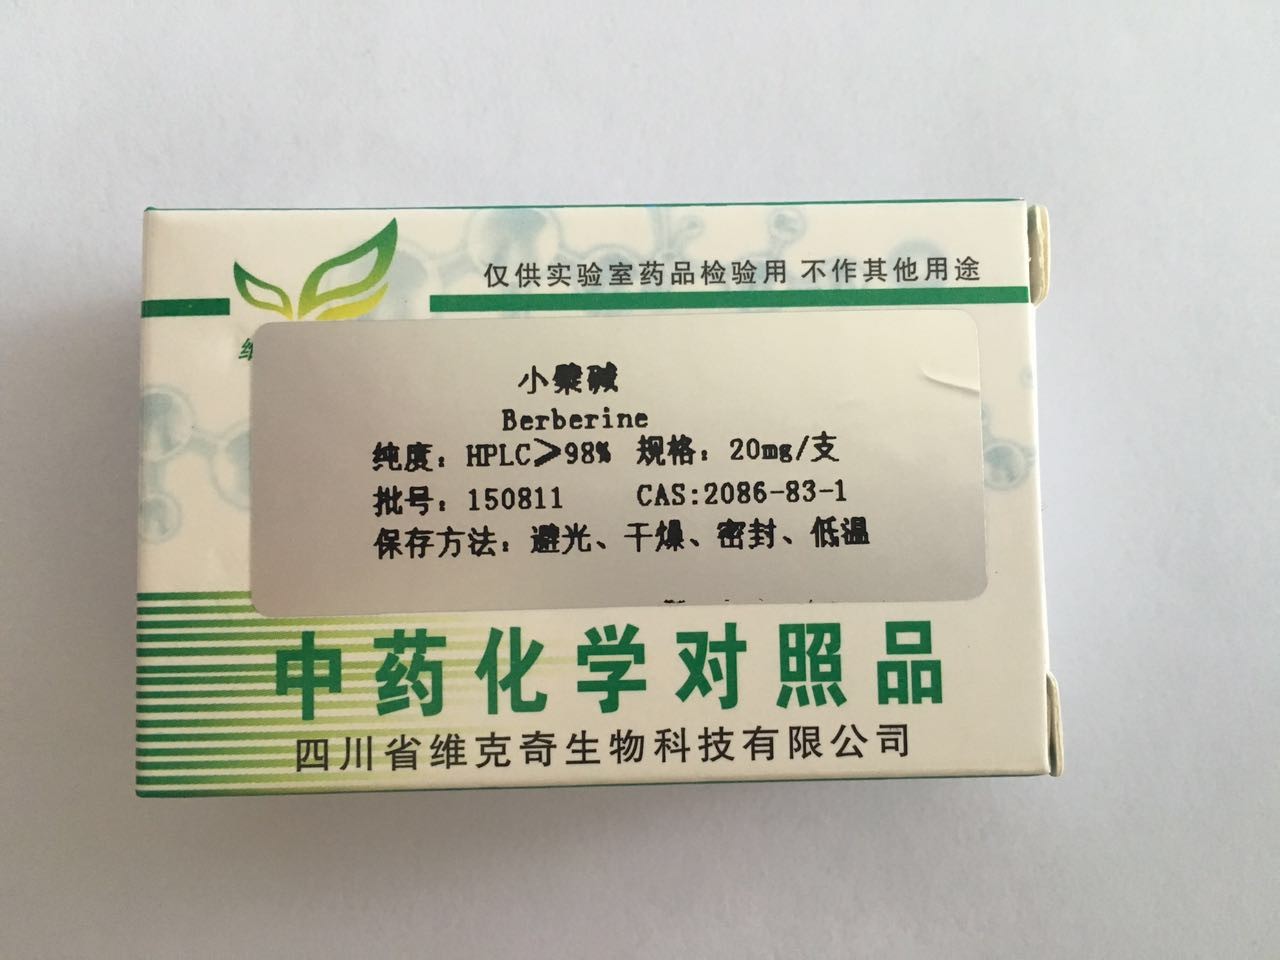 仅供实验室药品检验用 不作其他用途
维
小檗碱
Berberine
纯度：HPLC≥98% 规格：20mg/支
批号：150811 CAS:2086-83-1
保存方法：避光、干燥、密封、低温
中药化学对照品
四川省维克奇生物科技有限公司